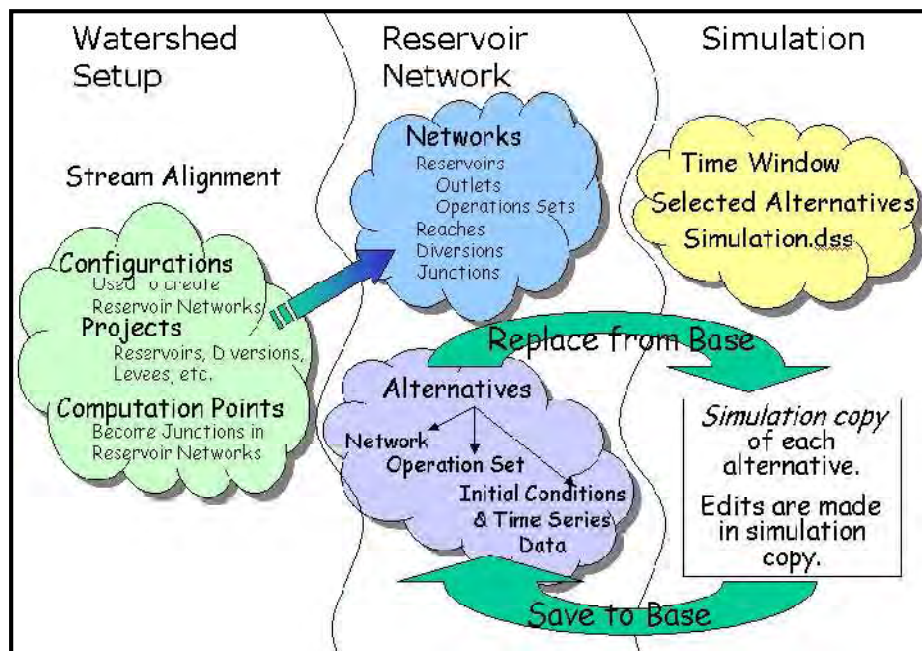 Watershed
Setup
Stream Alignment
Configurations
Used to create
Reservoir Networks
Projects
Reservoirs, Diversions,
Levees, etc.
Computation Points
Become Junctions in
Reservoir Networks
Reservoir
Network
Networks
Reservoirs
Outlets
Operations Sets
Reaches
Diversions
Junctions
Alternatives
Network
Operation Set
Initial Conditions
& Time Series
Data
Simulation
Time Window
Selected Alternatives
Simulation.dss
Replace from Base
Simulation copy
of each
alternative.
Edits are made
in simulation
copy.
Save to Base